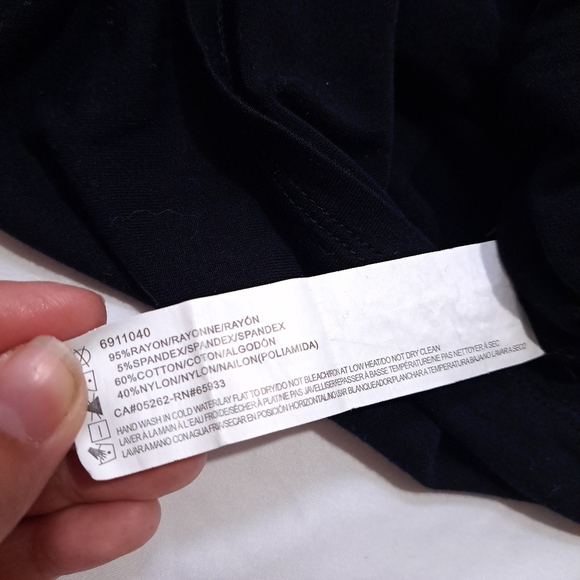 6911040
95%RAYON/RAYONNE/RAYÓN
5%SPANDEX/SPANDEX/SPANDEX
60%COTTON/COTON/ALGODÓN
40%NYLON/NYLON/NAILON(POLIAMIDA)
CA#05262-RN#65933
HAND WASH IN COLD WATER/LAY FLAT TO DRY/DO NOT BLEACH/IRON AT LOW HEAT/DO NOT DRY CLEAN
LAVER À LA MAIN À L'EAU FROIDE/SÉCHER À PLAT/NE PAS JAVELLISER/REPASSER À BASSE TEMPÉRATURE/NE PAS NETTOYER À SEC
LAVAR A MANO CON AGUA FRIA/SECAR EN POSICIÓN HORIZONTAL/NO USAR BLANQUEADOR/PLANCHAR A TEMPERATURA BAJA/NO LAVAR A SECO